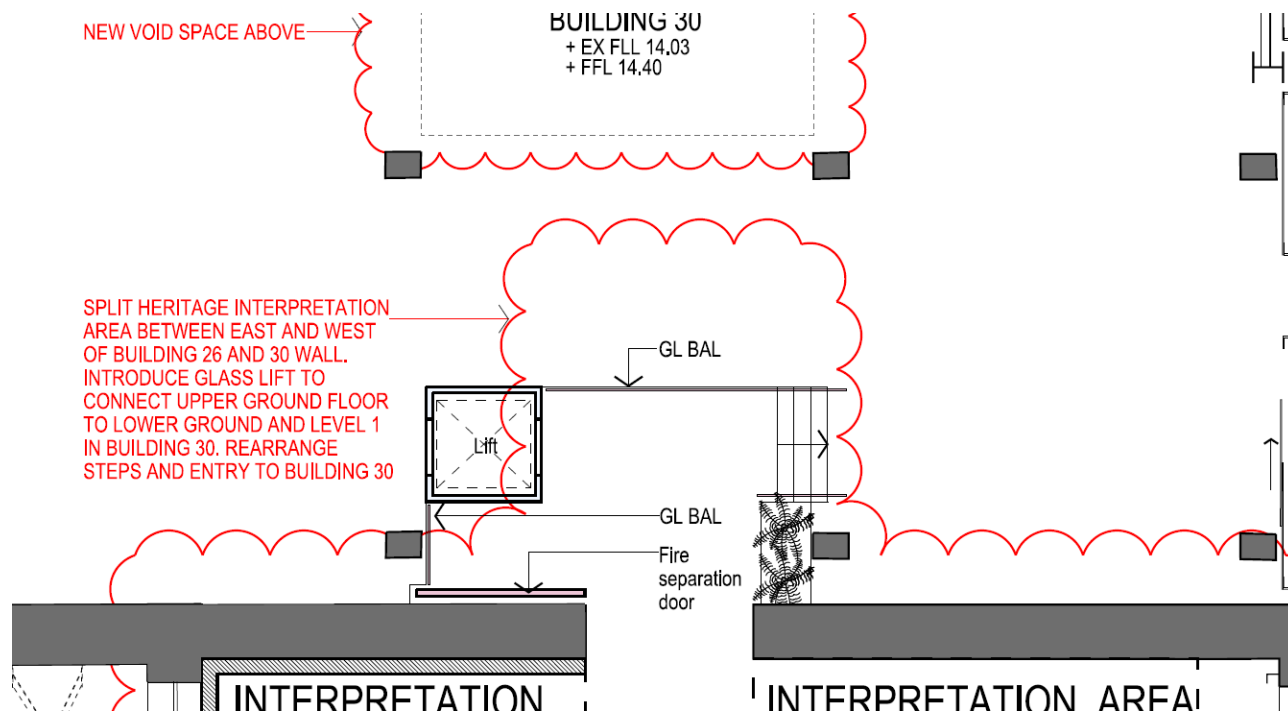 NEW VOID SPACE ABOVE
BUILDING 30
+ EX FLL 14.03
+ FFL 14.40
SPLIT HERITAGE INTERPRETATION
AREA BETWEEN EAST AND WEST
OF BUILDING 26 AND 30 WALL.
INTRODUCE GLASS LIFT TO
CONNECT UPPER GROUND FLOOR
TO LOWER GROUND AND LEVEL 1
IN BUILDING 30. REARRANGE
STEPS AND ENTRY TO BUILDING 30
GL BAL
Lift
GL BAL
Fire
separation
door
INTERPRETATION
INTERPRETATION AREA